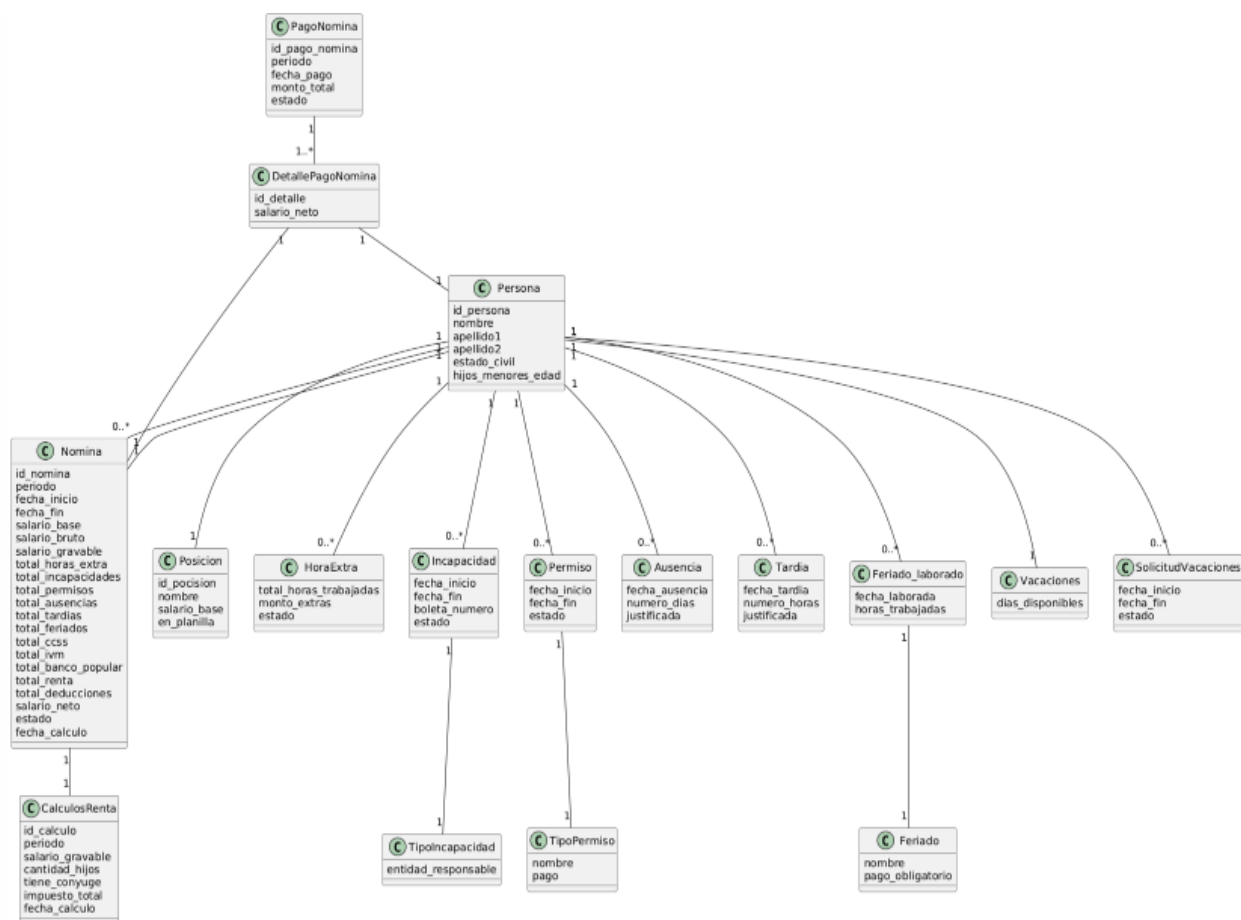 C PagoNomina
id_pago_nomina
periodo
fecha_pago
monto_total
estado
1
1..*
C DetallePagoNomina
id_detalle
salario_neto
1
1
1
C Persona
id_persona
nombre
apellido1
apellido2
estado_civil
hijos_menores_edad
1
1
1
1
1
1
1
1
1
1
0..*
1
1
C Nomina
id_nomina
periodo
fecha_inicio
fecha_fin
salario_base
salario_bruto
salario_gravable
total_horas_extra
total_incapacidades
total_permisos
total_ausencias
total_tardias
total_feriados
total_ccss
total_ivm
total_banco_popular
total_renta
total_deducciones
salario_neto
estado
fecha_calculo
1
1
C CalculosRenta
id_calculo
periodo
salario_gravable
cantidad_hijos
tiene_conyuge
impuesto_total
fecha_calculo
1
C Posicion
id_pocision
nombre
salario_base
en_planilla
0..*
C HoraExtra
total_horas_trabajadas
monto_extras
estado
0..*
C Incapacidad
fecha_inicio
fecha_fin
boleta_numero
estado
1
1
C TipoIncapacidad
entidad_responsable
0..*
C Permiso
fecha_inicio
fecha_fin
estado
1
1
C TipoPermiso
nombre
pago
0..*
C Ausencia
fecha_ausencia
numero_dias
justificada
0..*
C Tardia
fecha_tardia
numero_horas
justificada
0..*
C Feriado_laborado
fecha_laborada
horas_trabajadas
1
1
C Feriado
nombre
pago_obligatorio
1
C Vacaciones
dias_disponibles
0..*
C SolicitudVacaciones
fecha_inicio
fecha_fin
estado